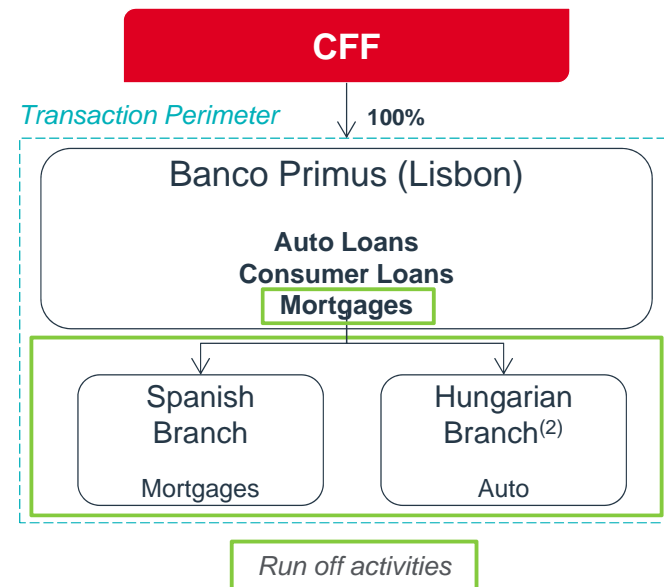 CFF
Transaction Perimeter
100%
Banco Primus (Lisbon)
Auto Loans
Consumer Loans
Mortgages
Spanish
Branch
Mortgages
Hungarian
Branch(2)
Auto
Run off activities